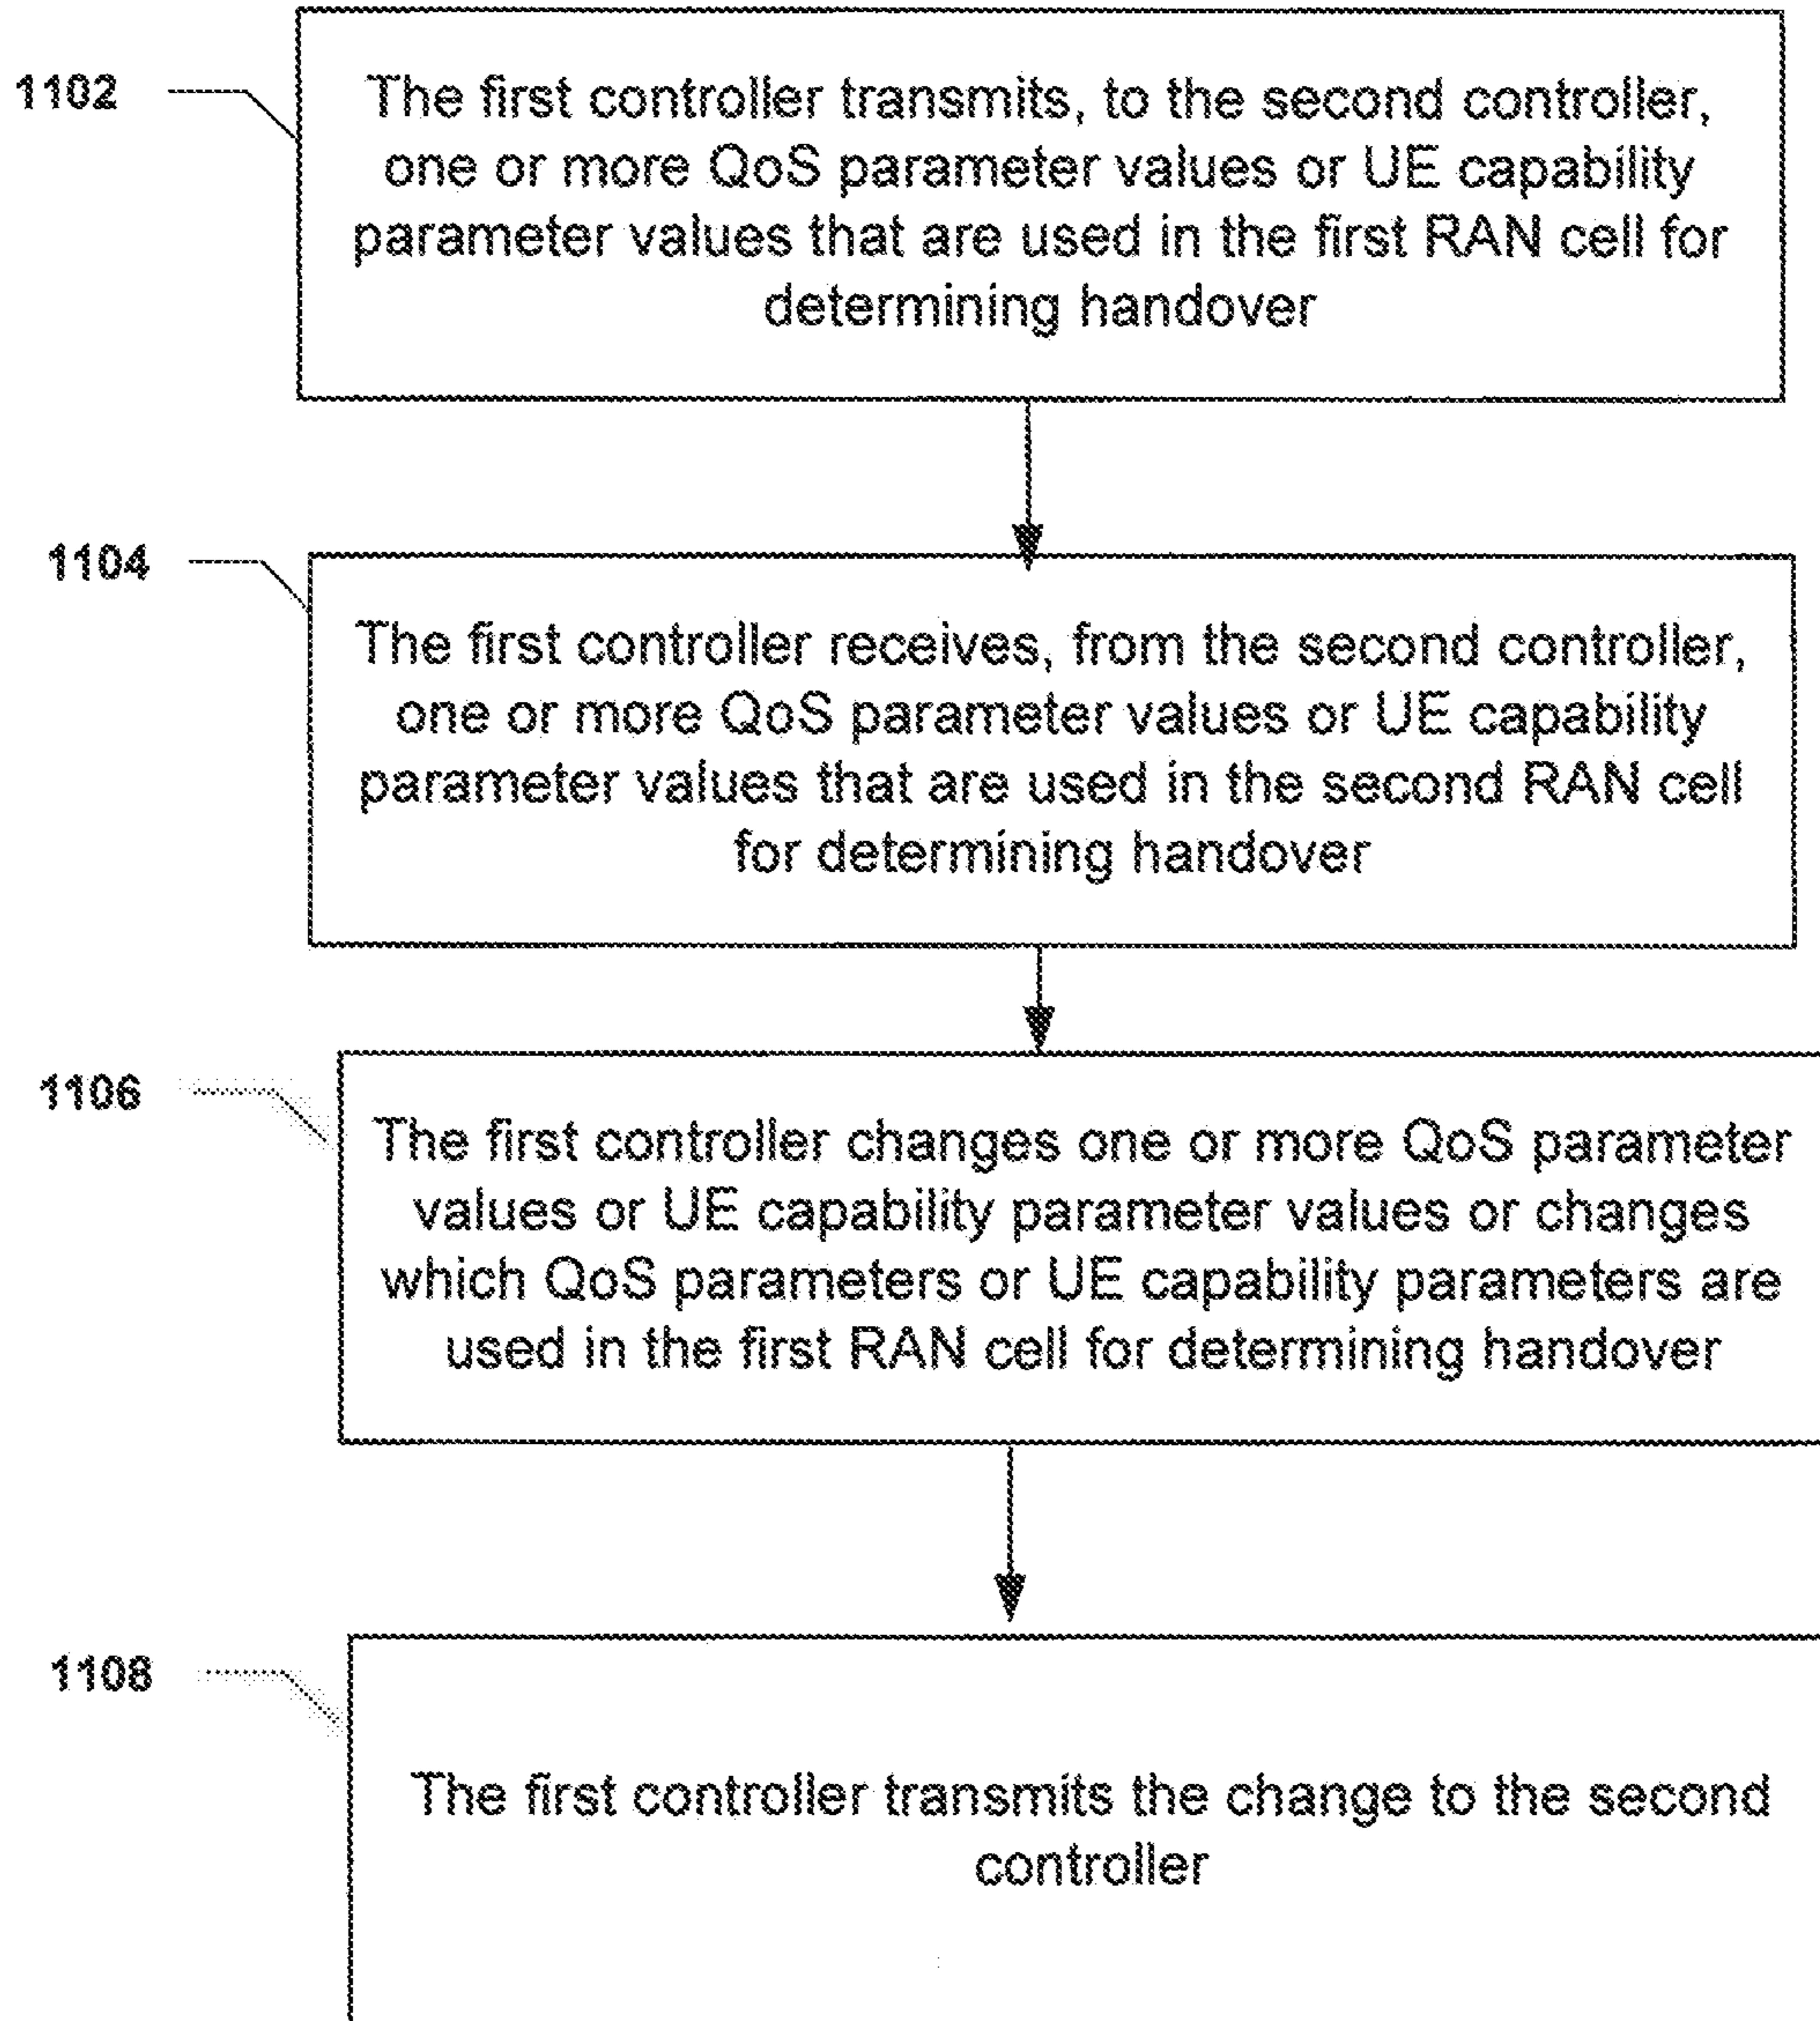 1102
The first controller transmits, to the second controller,
one or more QoS parameter values or UE capability
parameter values that are used in the first RAN cell for
determining handover
1104
The first controller receives, from the second controller,
one or more QoS parameter values or UE capability
parameter values that are used in the second RAN cell
for determining handover
1106
The first controller changes one or more QoS parameter
values or UE capability parameter values or changes
which QoS parameters or UE capability parameters are
used in the first RAN cell for determining handover
1108
The first controller transmits the change to the second
controller